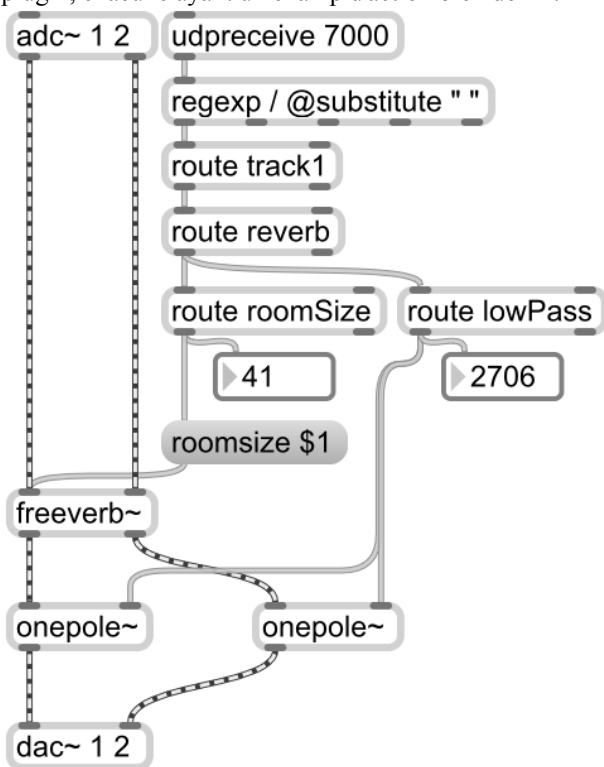 adc~ 1 2
udpreceive 7000
regexp / @substitute " "
route track1
route reverb
route roomSize
route lowPass
41
2706
roomsize $1
freeverb~
onepole~
onepole~
dac~ 1 2